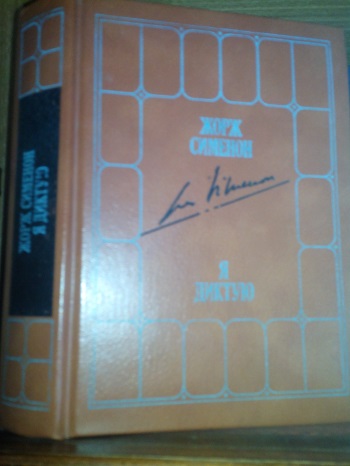 ЖОРЖ
СИМЕНОН
Я
ДИКТУЮ
ЖОРЖ СИМЕНОН
Я ДИКТУЮ